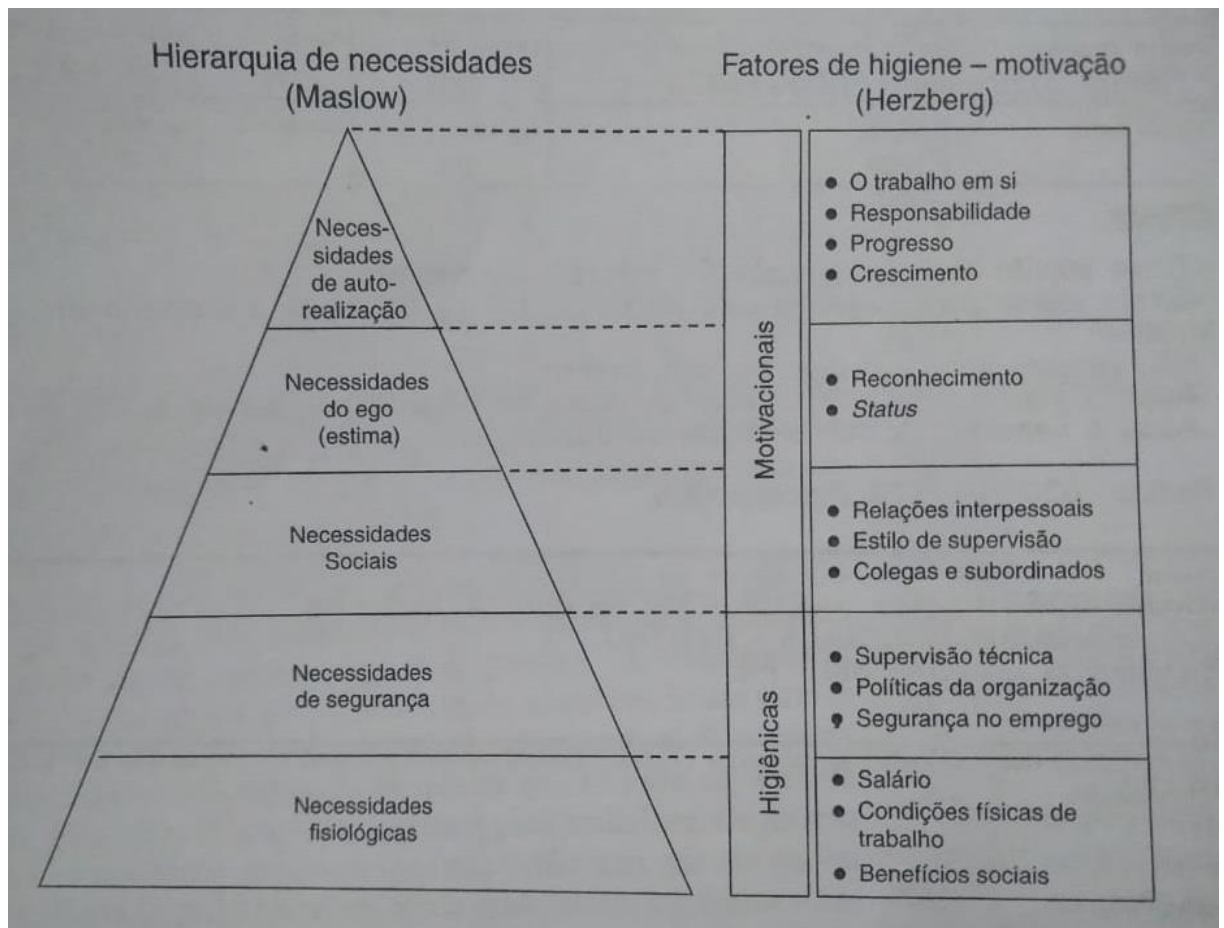 Hierarquia de necessidades
(Maslow)
Neces-
sidades
de auto-
realização
Necessidades
do ego
(estima)
Necessidades
Sociais
Necessidades
de segurança
Necessidades
fisiológicas
Fatores de higiene – motivação
(Herzberg)
Motivacionais
Higiênicas
• O trabalho em si
• Responsabilidade
• Progresso
• Crescimento
• Reconhecimento
• Status
• Relações interpessoais
• Estilo de supervisão
• Colegas e subordinados
• Supervisão técnica
• Políticas da organização
• Segurança no emprego
• Salário
• Condições físicas de
trabalho
• Benefícios sociais